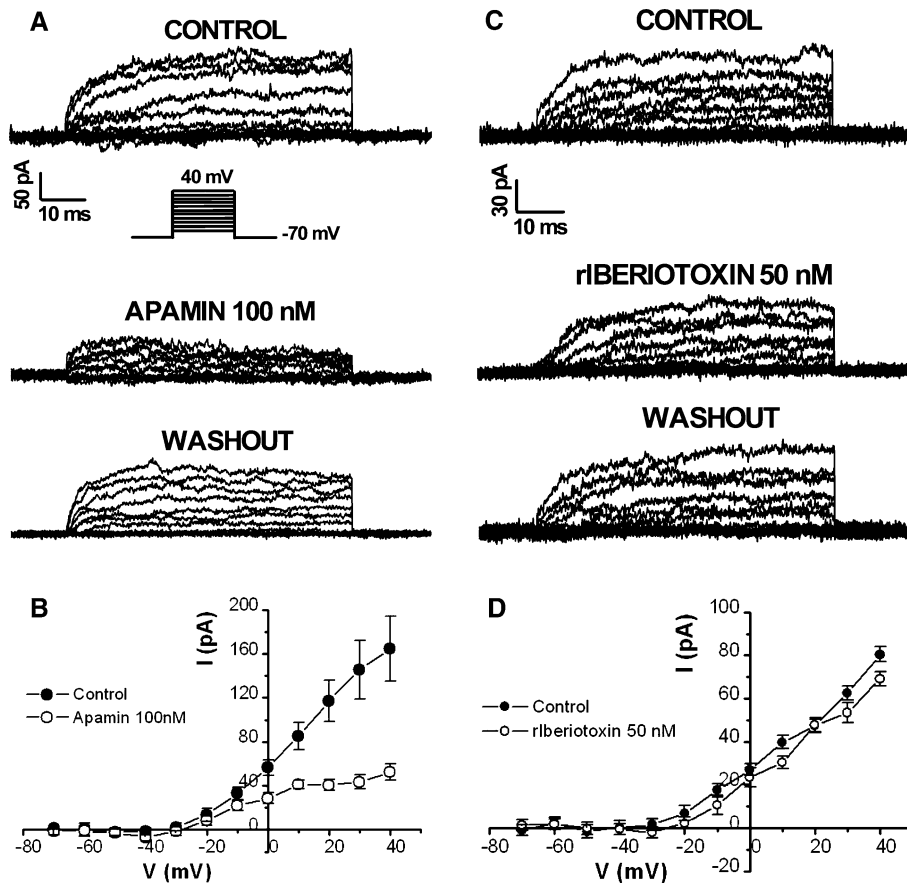 A
CONTROL
50 pA
10 ms
40 mV
-70 mV
APAMIN 100 nM
WASHOUT
B
I (pA)
200
160
120
80
40
0
-80 -60 -40 -20 0 20 40
V (mV)
Control
Apamin 100nM
C
CONTROL
30 pA
10 ms
rIBERIOTOXIN 50 nM
WASHOUT
D
I (pA)
100
80
60
40
20
0
-20
-80 -60 -40 -20 0 20 40
V (mV)
Control
rIberiotoxin 50 nM